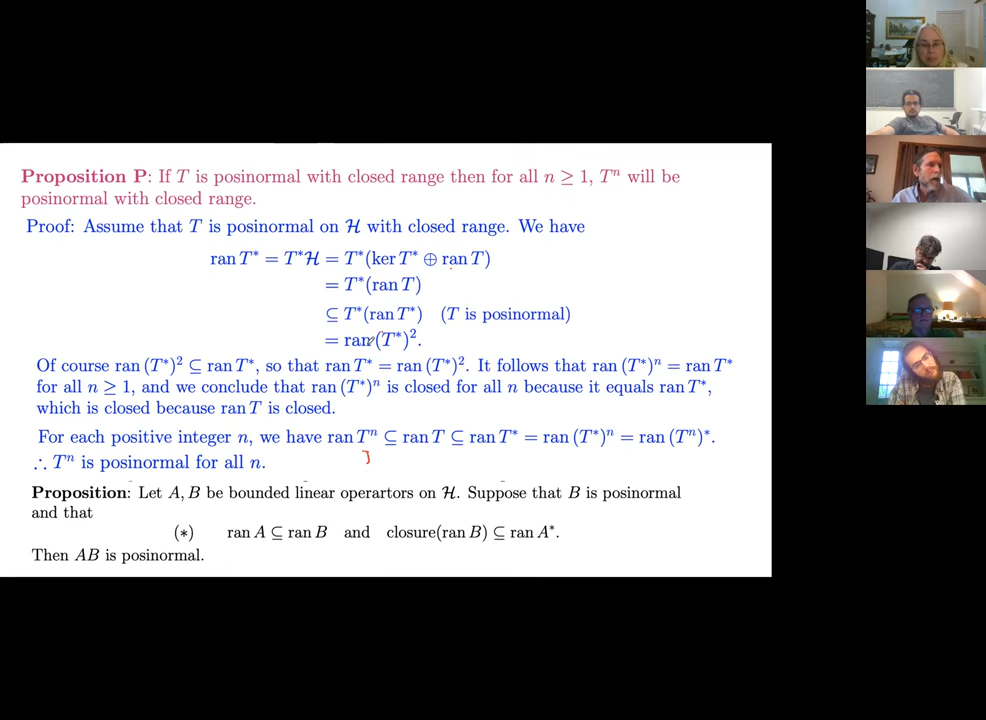 Proposition P: If T is posinormal with closed range then for all n ≥ 1, Tⁿ will be
posinormal with closed range.
Proof: Assume that T is posinormal on ℋ with closed range. We have
ran T* = T*ℋ = T*(ker T* ⊕ ran T)
= T*(ran T)
⊆ T*(ran T*) (T is posinormal)
= ran (T*)².
Of course ran (T*)² ⊆ ran T*, so that ran T* = ran (T*)². It follows that ran (T*)ⁿ = ran T*
for all n ≥ 1, and we conclude that ran (T*)ⁿ is closed for all n because it equals ran T*,
which is closed because ran T is closed.
For each positive integer n, we have ran Tⁿ ⊆ ran T ⊆ ran T* = ran (T*)ⁿ = ran (Tⁿ)*.
∴ Tⁿ is posinormal for all n.
Proposition: Let A, B be bounded linear operartors on ℋ. Suppose that B is posinormal
and that
(*) ran A ⊆ ran B and closure(ran B) ⊆ ran A*.
Then AB is posinormal.